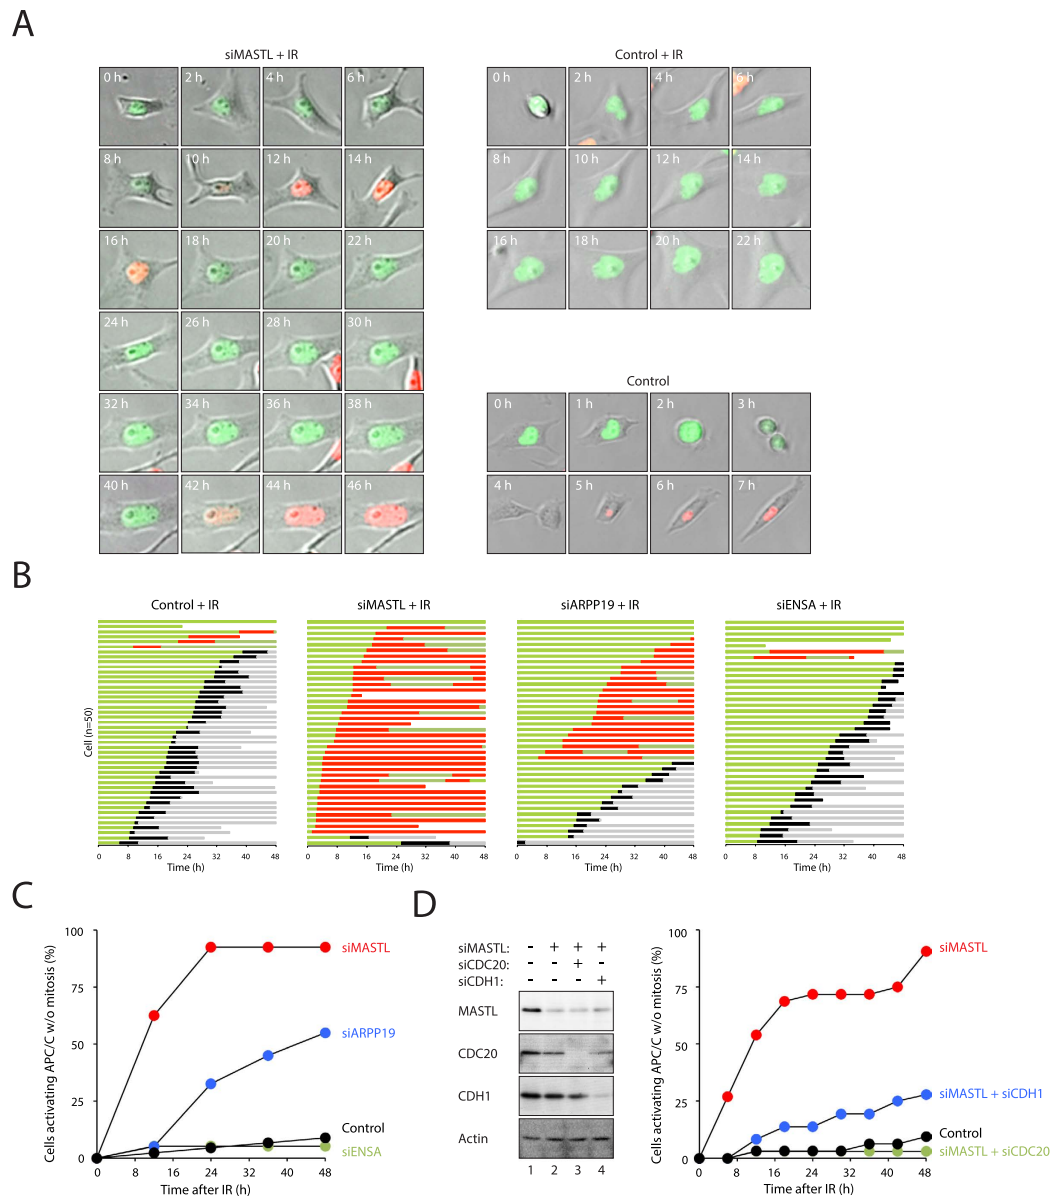 A
siMASTL + IR
0 h 2 h 4 h 6 h
8 h 10 h 12 h 14 h
16 h 18 h 20 h 22 h
24 h 26 h 28 h 30 h
32 h 34 h 36 h 38 h
40 h 42 h 44 h 46 h
Control + IR
0 h 2 h 4 h 6 h
8 h 10 h 12 h 14 h
16 h 18 h 20 h 22 h
Control
0 h 1 h 2 h 3 h
4 h 5 h 6 h 7 h
B
Control + IR
siMASTL + IR
siARPP19 + IR
siENSA + IR
Cell (n=50)
0 8 16 24 32 40 48
Time (h)
0 8 16 24 32 40 48
Time (h)
0 8 16 24 32 40 48
Time (h)
0 8 16 24 32 40 48
Time (h)
C
Cells activating APC/C w/o mitosis (%)
100
75
50
25
0
siMASTL
siARPP19
Control
siENSA
0 8 16 24 32 40 48
Time after IR (h)
D
siMASTL: - + + +
siCDC20: - - + -
siCDH1: - - - +
MASTL
CDC20
CDH1
Actin
1 2 3 4
Cells activating APC/C w/o mitosis (%)
100
75
50
25
0
siMASTL
siMASTL + siCDH1
Control
siMASTL + siCDC20
0 8 16 24 32 40 48
Time after IR (h)